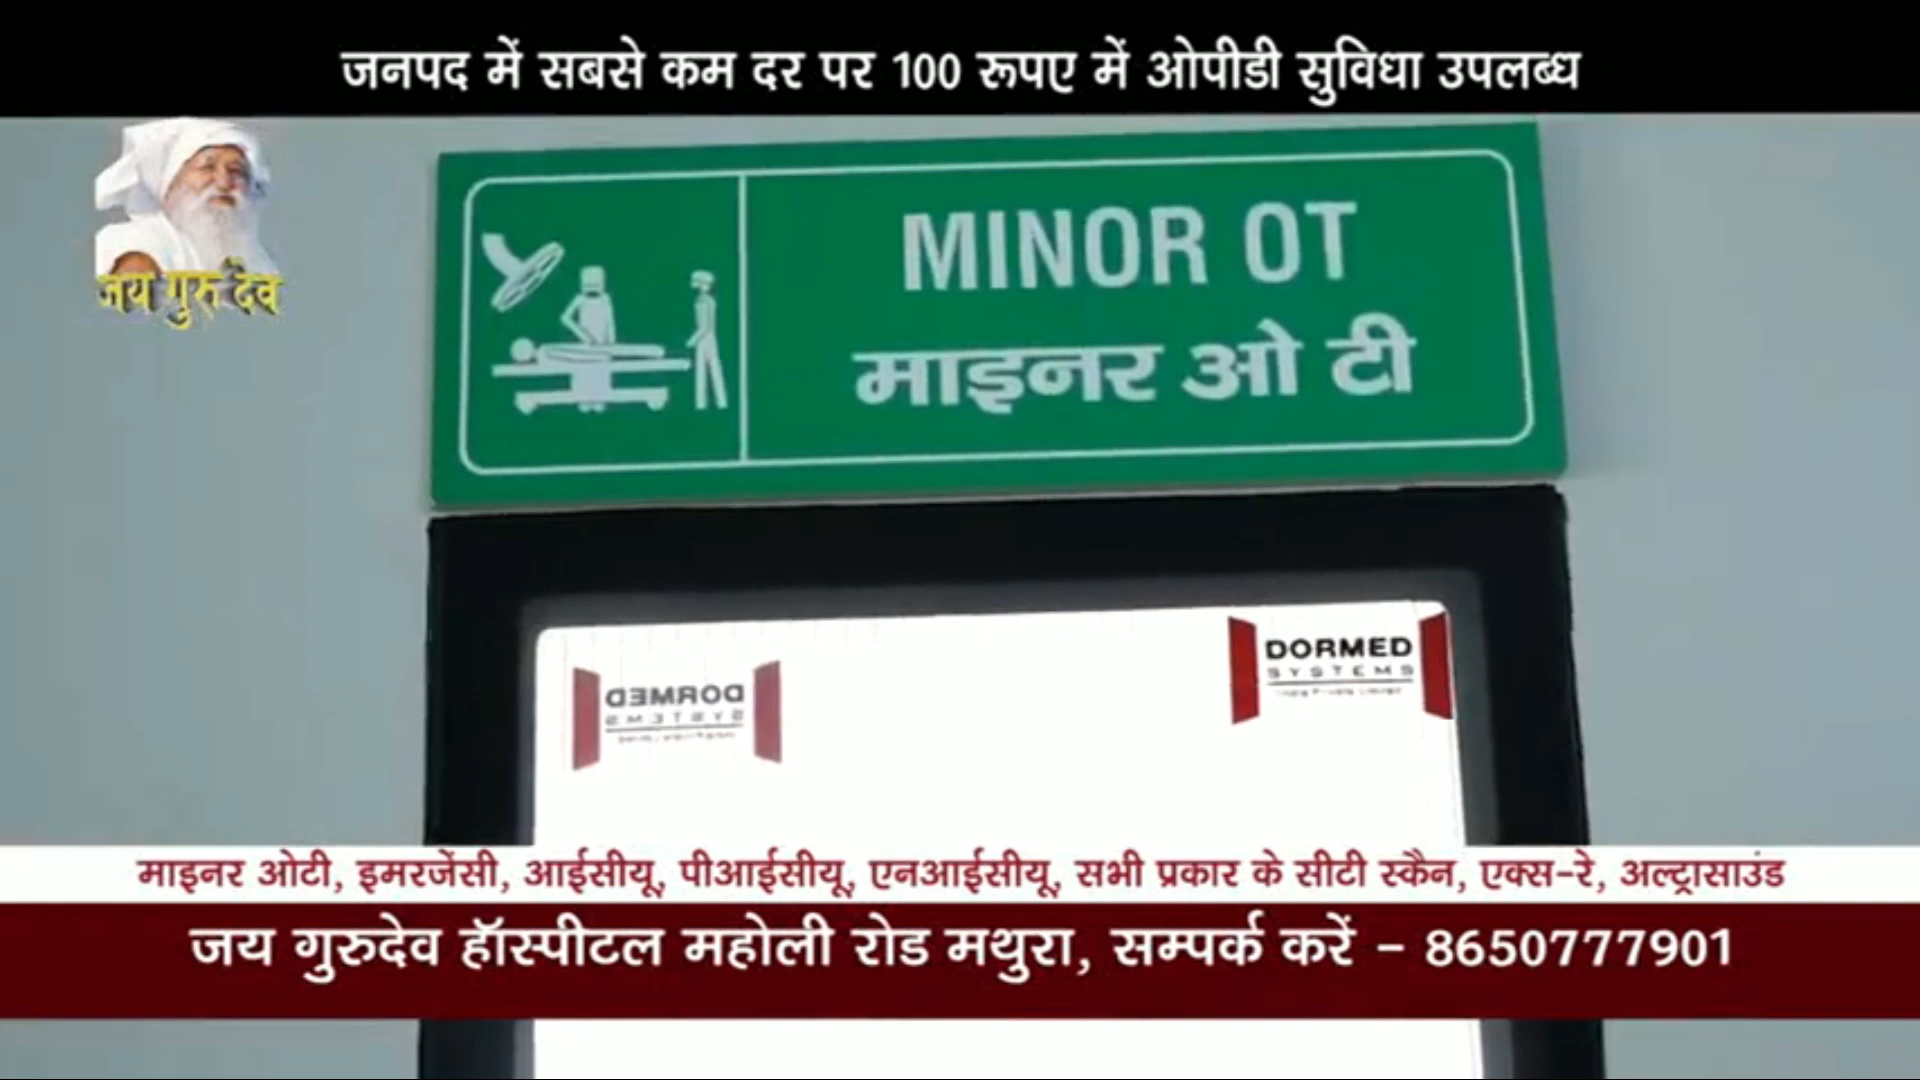 जनपद में सबसे कम दर पर 100 रूपए में ओपीडी सुविधा उपलब्ध
जय गुरु देव
MINOR OT
माइनर ओ टी
DORMED
SYSTEMS
DORMED
SYSTEMS
माइनर ओटी, इमरजेंसी, आईसीयू, पीआईसीयू, एनआईसीयू, सभी प्रकार के सीटी स्कैन, एक्स-रे, अल्ट्रासाउंड
जय गुरुदेव हॉस्पीटल महोली रोड मथुरा, सम्पर्क करें - 8650777901